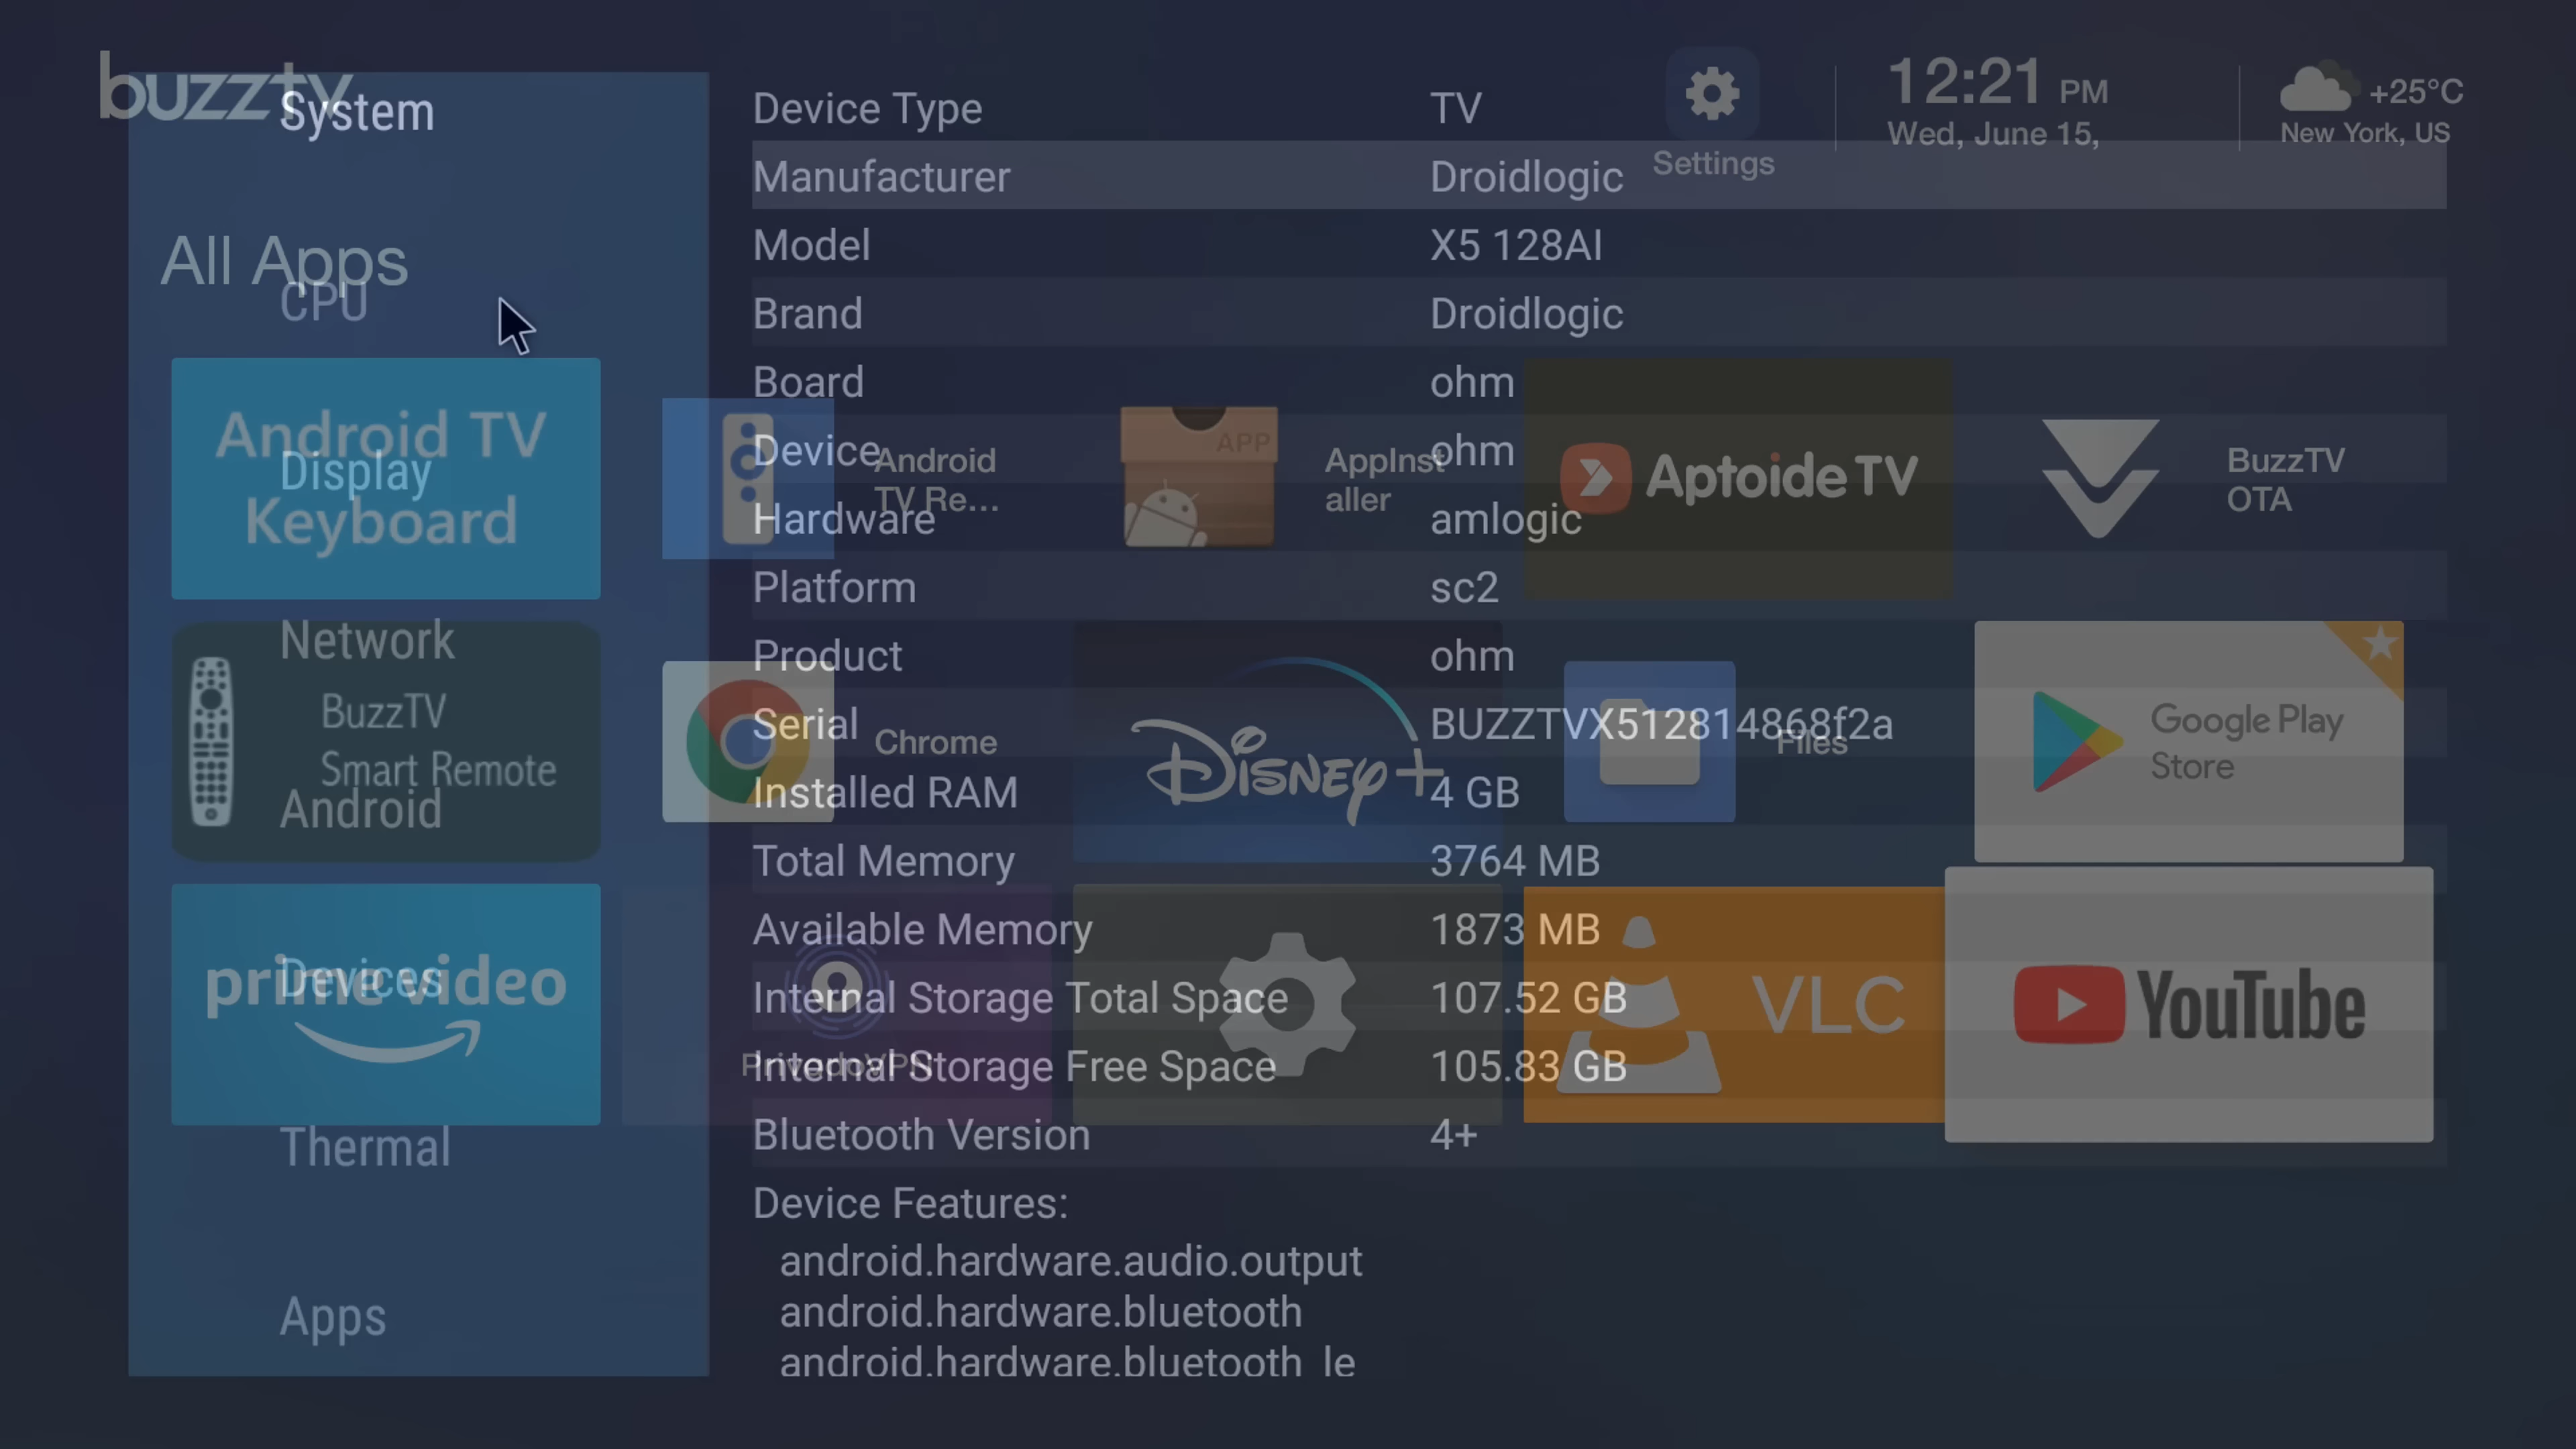 buzztv
Settings
12:21 PM
Wed, June 15,
+25°C
New York, US
All Apps
Android TV
Keyboard
Android
TV Re...
APP
AppInst
aller
Aptoide TV
BuzzTV
OTA
BuzzTV
Smart Remote
Chrome
Disney+
Files
Google Play
Store
prime video
PrivadoVPN
VLC
YouTube
System
CPU
Display
Network
Android
Devices
Thermal
Apps
Device Type TV
Manufacturer Droidlogic
Model X5 128AI
Brand Droidlogic
Board ohm
Device ohm
Hardware amlogic
Platform sc2
Product ohm
Serial BUZZTVX512814868f2a
Installed RAM 4 GB
Total Memory 3764 MB
Available Memory 1873 MB
Internal Storage Total Space 107.52 GB
Internal Storage Free Space 105.83 GB
Bluetooth Version 4+
Device Features:
android.hardware.audio.output
android.hardware.bluetooth
android.hardware.bluetooth_le